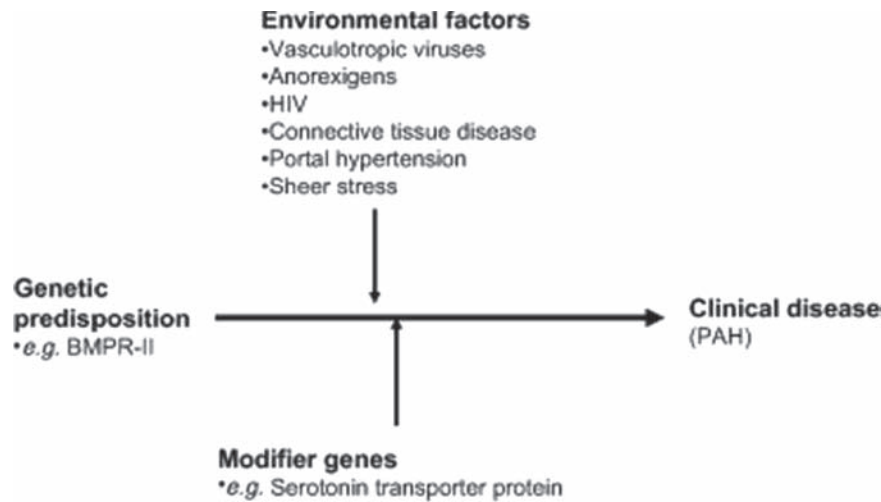 Environmental factors
•Vasculotropic viruses
•Anorexigens
•HIV
•Connective tissue disease
•Portal hypertension
•Sheer stress
Genetic
predisposition
•e.g. BMPR-II
Clinical disease
(PAH)
Modifier genes
•e.g. Serotonin transporter protein